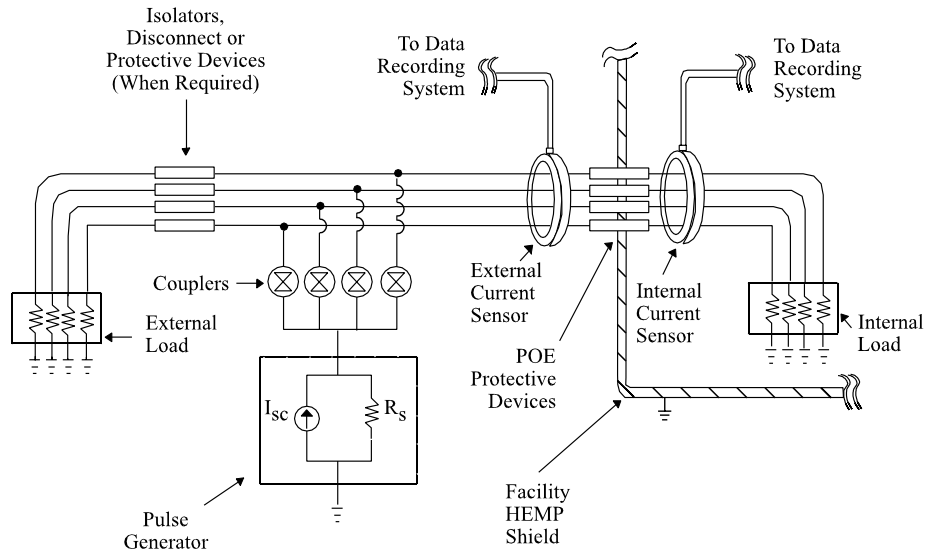 Isolators,
Disconnect or
Protective Devices
(When Required)
To Data
Recording
System
To Data
Recording
System
Couplers
External
Current
Sensor
Internal
Current
Sensor
External
Load
Internal
Load
POE
Protective
Devices
Isc
Rs
Pulse
Generator
Facility
HEMP
Shield